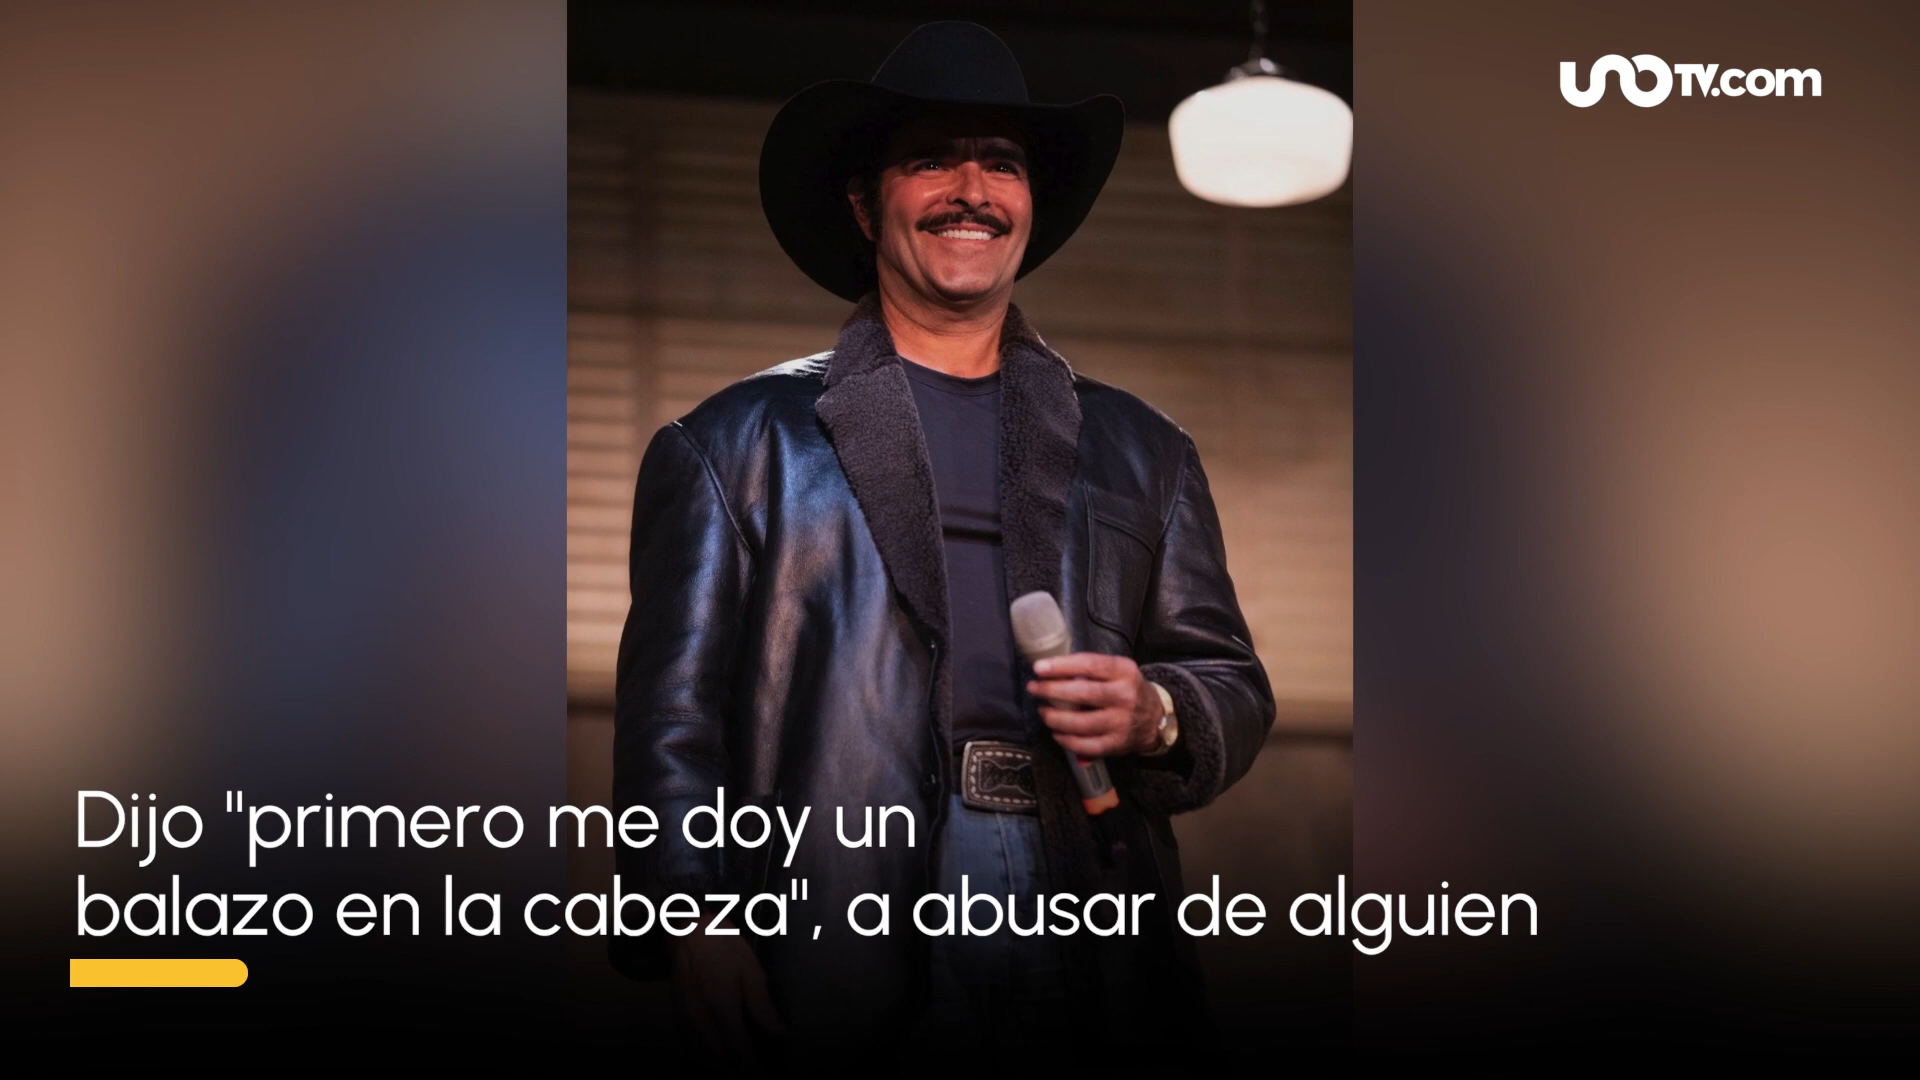 UNOTV.com
Dijo "primero me doy un
balazo en la cabeza", a abusar de alguien